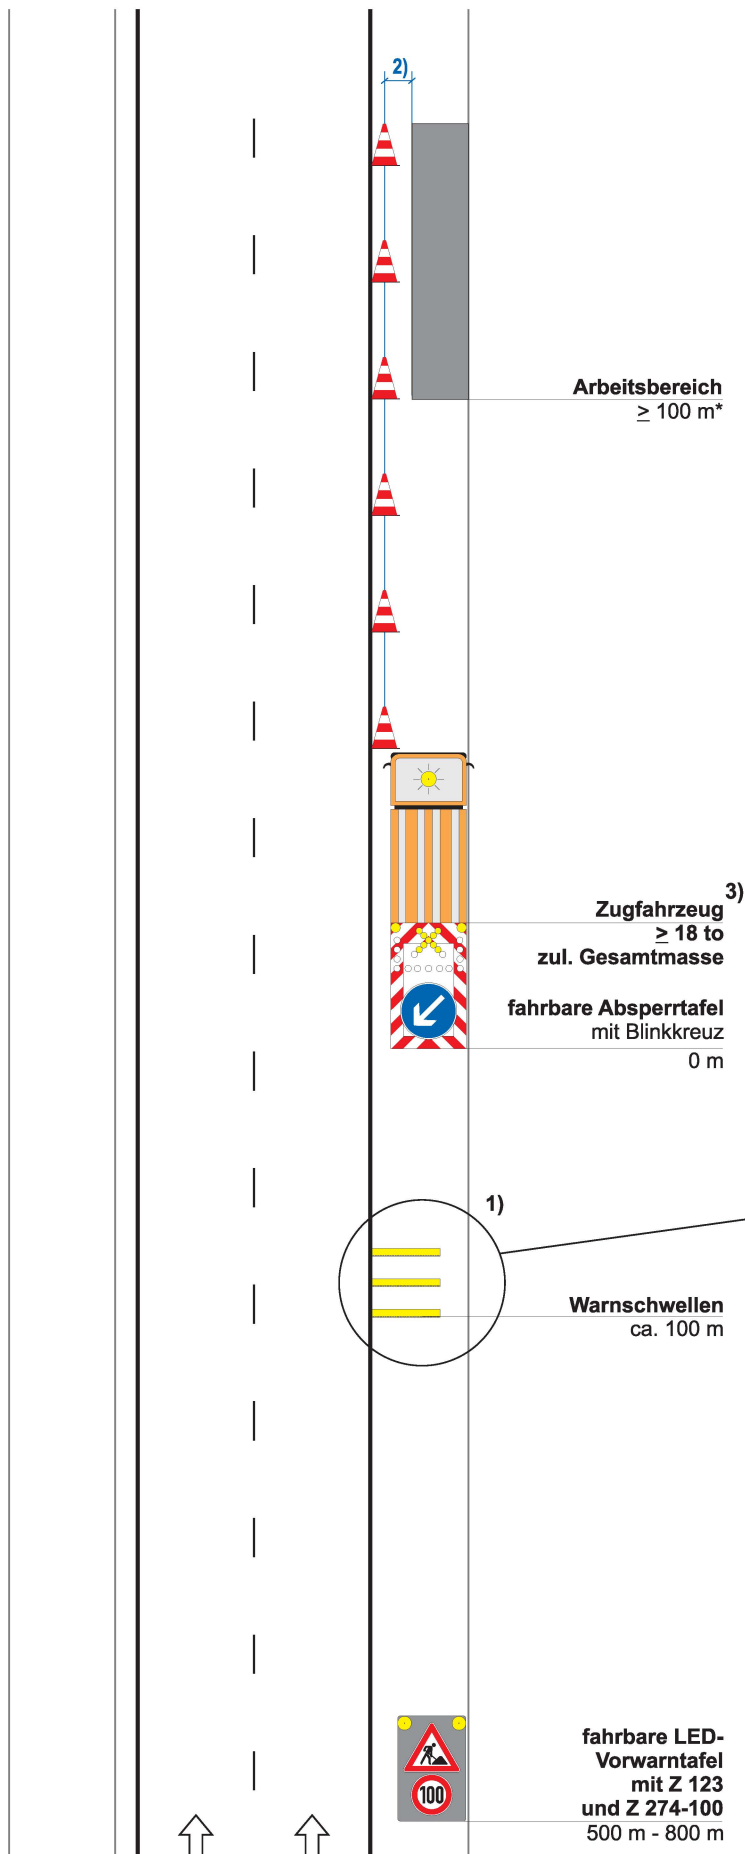 2)
Arbeitsbereich
≥ 100 m*
3)
Zugfahrzeug
≥ 18 to
zul. Gesamtmasse
fahrbare Absperrtafel
mit Blinkkreuz
0 m
1)
Warnschwellen
ca. 100 m
fahrbare LED-
Vorwarntafel
mit Z 123
und Z 274-100
500 m - 800 m
100